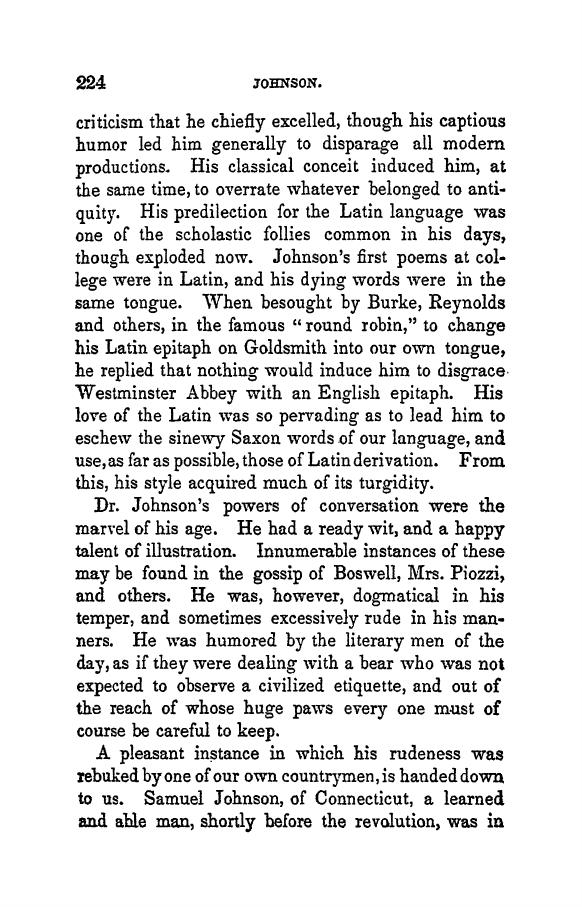 224
JOHNSON.
criticism that he chiefly excelled, though his captious
humor led him generally to disparage all modern
productions. His classical conceit induced him, at
the same time, to overrate whatever belonged to anti-
quity. His predilection for the Latin language was
one of the scholastic follies common in his days,
though exploded now. Johnson's first poems at col-
lege were in Latin, and his dying words were in the
same tongue. When besought by Burke, Reynolds
and others, in the famous "round robin," to change
his Latin epitaph on Goldsmith into our own tongue,
he replied that nothing would induce him to disgrace
Westminster Abbey with an English epitaph. His
love of the Latin was so pervading as to lead him to
eschew the sinewy Saxon words of our language, and
use, as far as possible, those of Latin derivation. From
this, his style acquired much of its turgidity.
Dr. Johnson's powers of conversation were the
marvel of his age. He had a ready wit, and a happy
talent of illustration. Innumerable instances of these
may be found in the gossip of Boswell, Mrs. Piozzi,
and others. He was, however, dogmatical in his
temper, and sometimes excessively rude in his man-
ners. He was humored by the literary men of the
day, as if they were dealing with a bear who was not
expected to observe a civilized etiquette, and out of
the reach of whose huge paws every one must of
course be careful to keep.
A pleasant instance in which his rudeness was
rebuked by one of our own countrymen, is handed down
to us. Samuel Johnson, of Connecticut, a learned
and able man, shortly before the revolution, was in